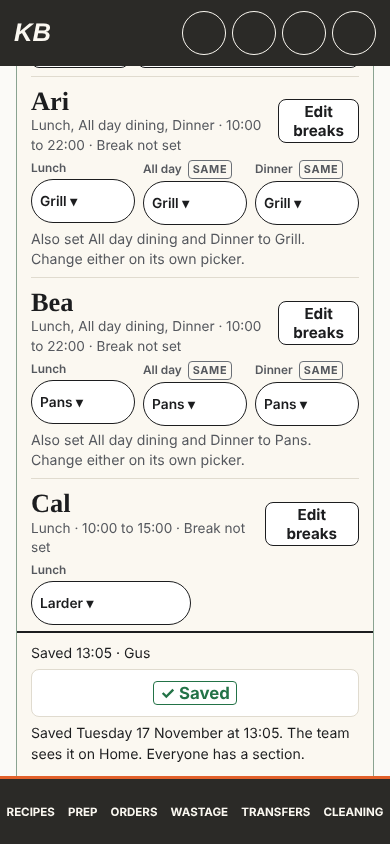 KB
Ari
Lunch, All day dining, Dinner · 10:00
to 22:00 · Break not set
Edit
breaks
Lunch
All day SAME
Dinner SAME
Grill ▾
Grill ▾
Grill ▾
Also set All day dining and Dinner to Grill.
Change either on its own picker.
Bea
Lunch, All day dining, Dinner · 10:00
to 22:00 · Break not set
Edit
breaks
Lunch
All day SAME
Dinner SAME
Pans ▾
Pans ▾
Pans ▾
Also set All day dining and Dinner to Pans.
Change either on its own picker.
Cal
Lunch · 10:00 to 15:00 · Break not
set
Edit
breaks
Lunch
Larder ▾
Saved 13:05 · Gus
✓ Saved
Saved Tuesday 17 November at 13:05. The team
sees it on Home. Everyone has a section.
RECIPES PREP ORDERS WASTAGE TRANSFERS CLEANING